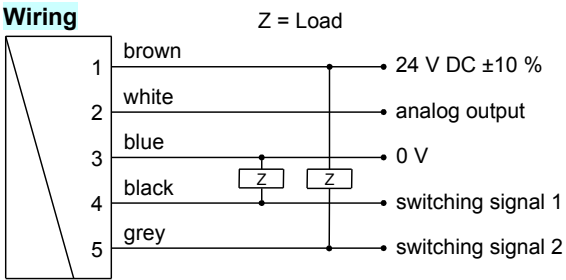 Wiring
Z = Load
1 brown 24 V DC ±10 %
2 white analog output
3 blue 0 V
Z Z
4 black switching signal 1
5 grey switching signal 2